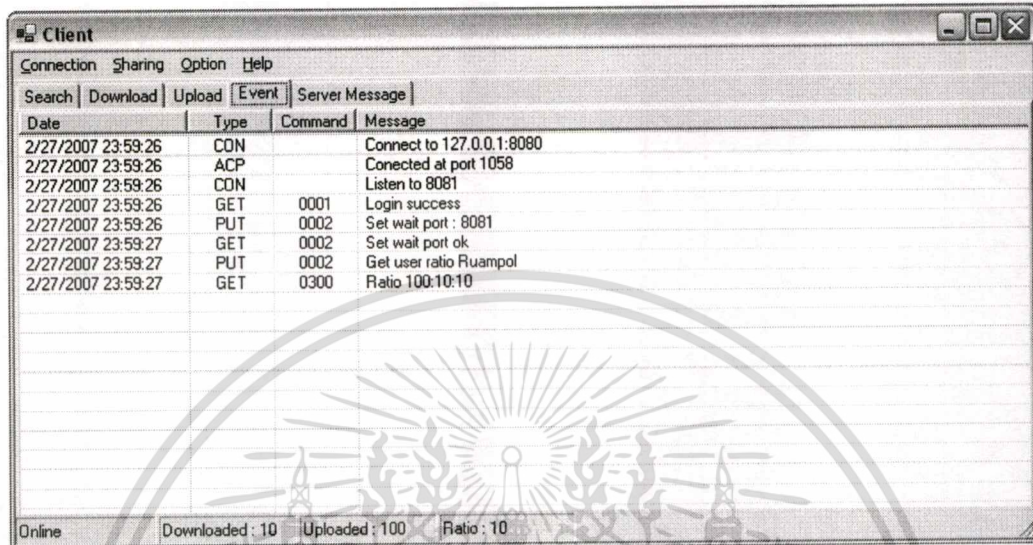 Client
Connection Sharing Option Help
Search Download Upload Event Server Message
Date Type Command Message
2/27/2007 23:59:26 CON Connect to 127.0.0.1:8080
2/27/2007 23:59:26 ACP Conected at port 1058
2/27/2007 23:59:26 CON Listen to 8081
2/27/2007 23:59:26 GET 0001 Login success
2/27/2007 23:59:26 PUT 0002 Set wait port : 8081
2/27/2007 23:59:27 GET 0002 Set wait port ok
2/27/2007 23:59:27 PUT 0002 Get user ratio Ruampol
2/27/2007 23:59:27 GET 0300 Ratio 100:10:10
Online Downloaded : 10 Uploaded : 100 Ratio : 10